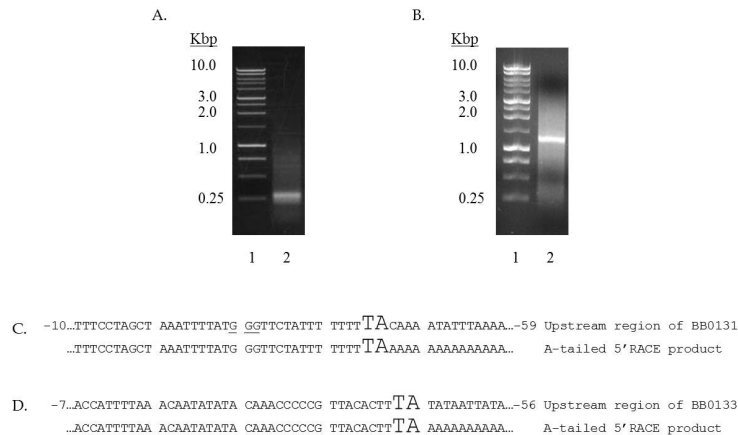 A.
B.
Kbp
10.0
3.0
2.0
1.0
0.25
1 2
Kbp
10.0
3.0
2.0
1.0
0.25
1 2
C. -10…TTTCCTAGCT AAATTTTATG GGTTCTATTT TTTTTACAAA ATATTTAAAA…-59 Upstream region of BB0131
…TTTCCTAGCT AAATTTTATG GGTTCTATTT TTTTTAAAAA AAAAAAAAAA… A-tailed 5′RACE product
D. -7…ACCATTTTAA ACAATATATA CAAACCCCCG TTACACTTTA TATAATTATA…-56 Upstream region of BB0133
…ACCATTTTAA ACAATATATA CAAACCCCCG TTACACTTTA AAAAAAAAAA… A-tailed 5′RACE product